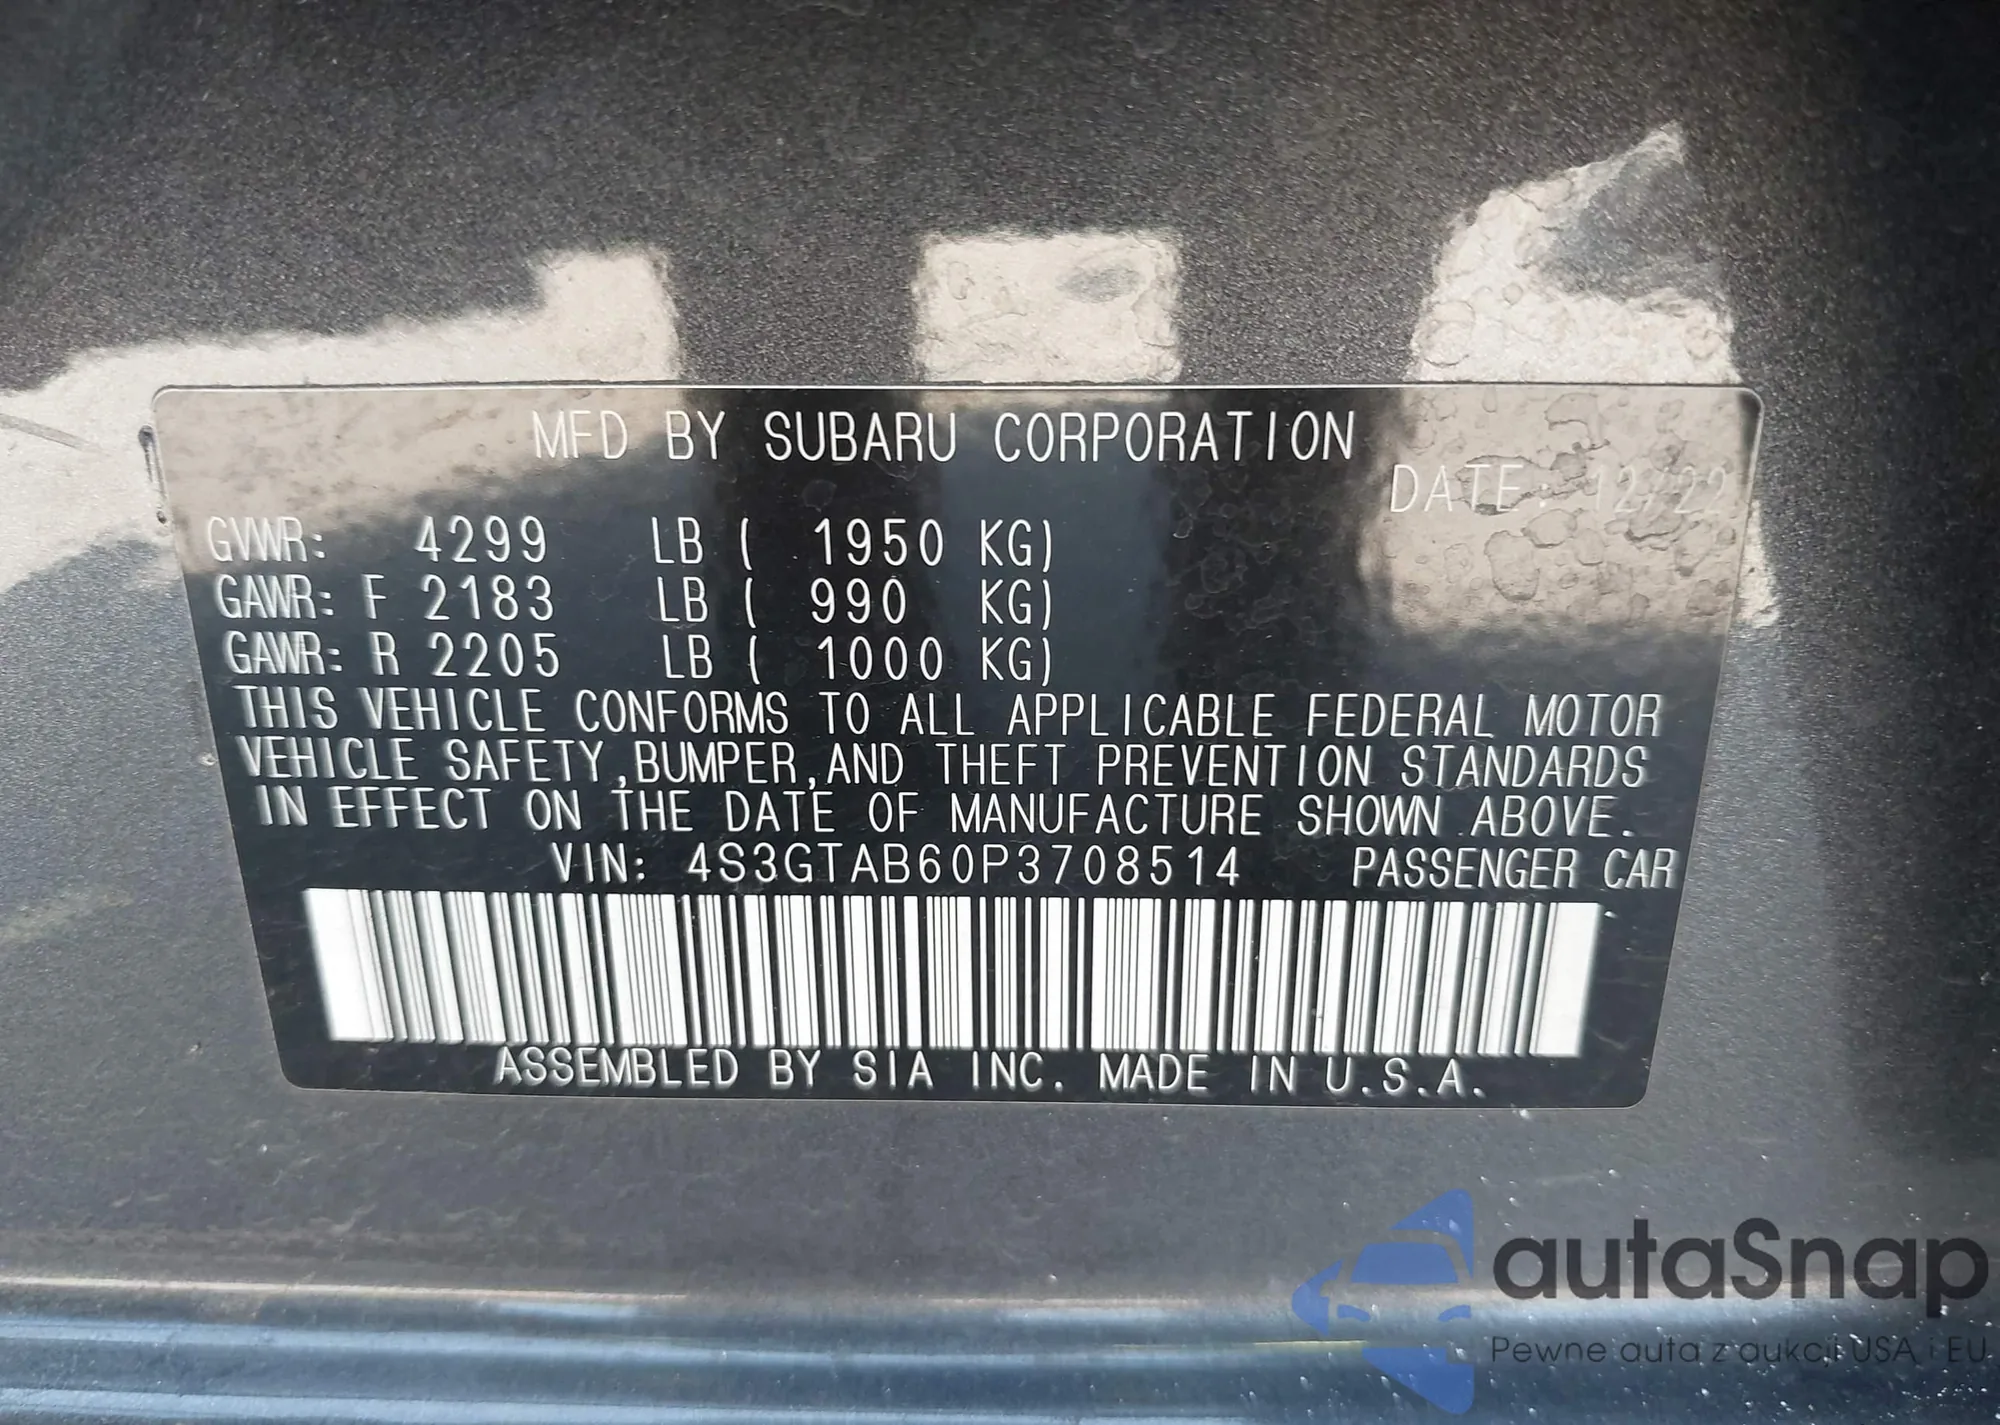 MFD BY SUBARU CORPORATION
DATE: 12/22
GVWR: 4299 LB ( 1950 KG)
GAWR: F 2183 LB ( 990 KG)
GAWR: R 2205 LB ( 1000 KG)
THIS VEHICLE CONFORMS TO ALL APPLICABLE FEDERAL MOTOR
VEHICLE SAFETY,BUMPER,AND THEFT PREVENTION STANDARDS
IN EFFECT ON THE DATE OF MANUFACTURE SHOWN ABOVE.
VIN: 4S3GTAB60P3708514 PASSENGER CAR
ASSEMBLED BY SIA INC. MADE IN U.S.A.
autaSnap
Pewne auta z aukcji USA i EU